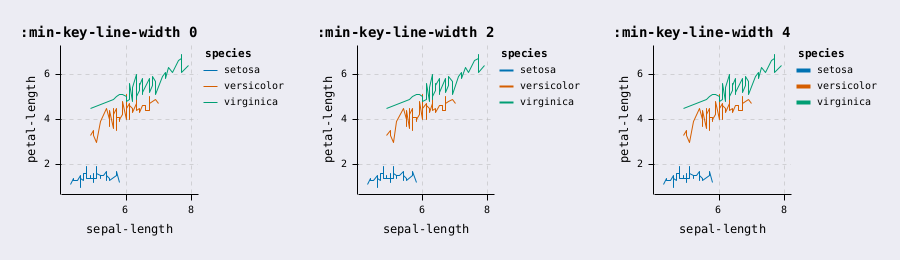 :min-key-line-width 0
species
setosa
versicolor
virginica
petal-length
6
4
2
6
8
sepal-length
:min-key-line-width 2
species
setosa
versicolor
virginica
petal-length
6
4
2
6
8
sepal-length
:min-key-line-width 4
species
setosa
versicolor
virginica
petal-length
6
4
2
6
8
sepal-length